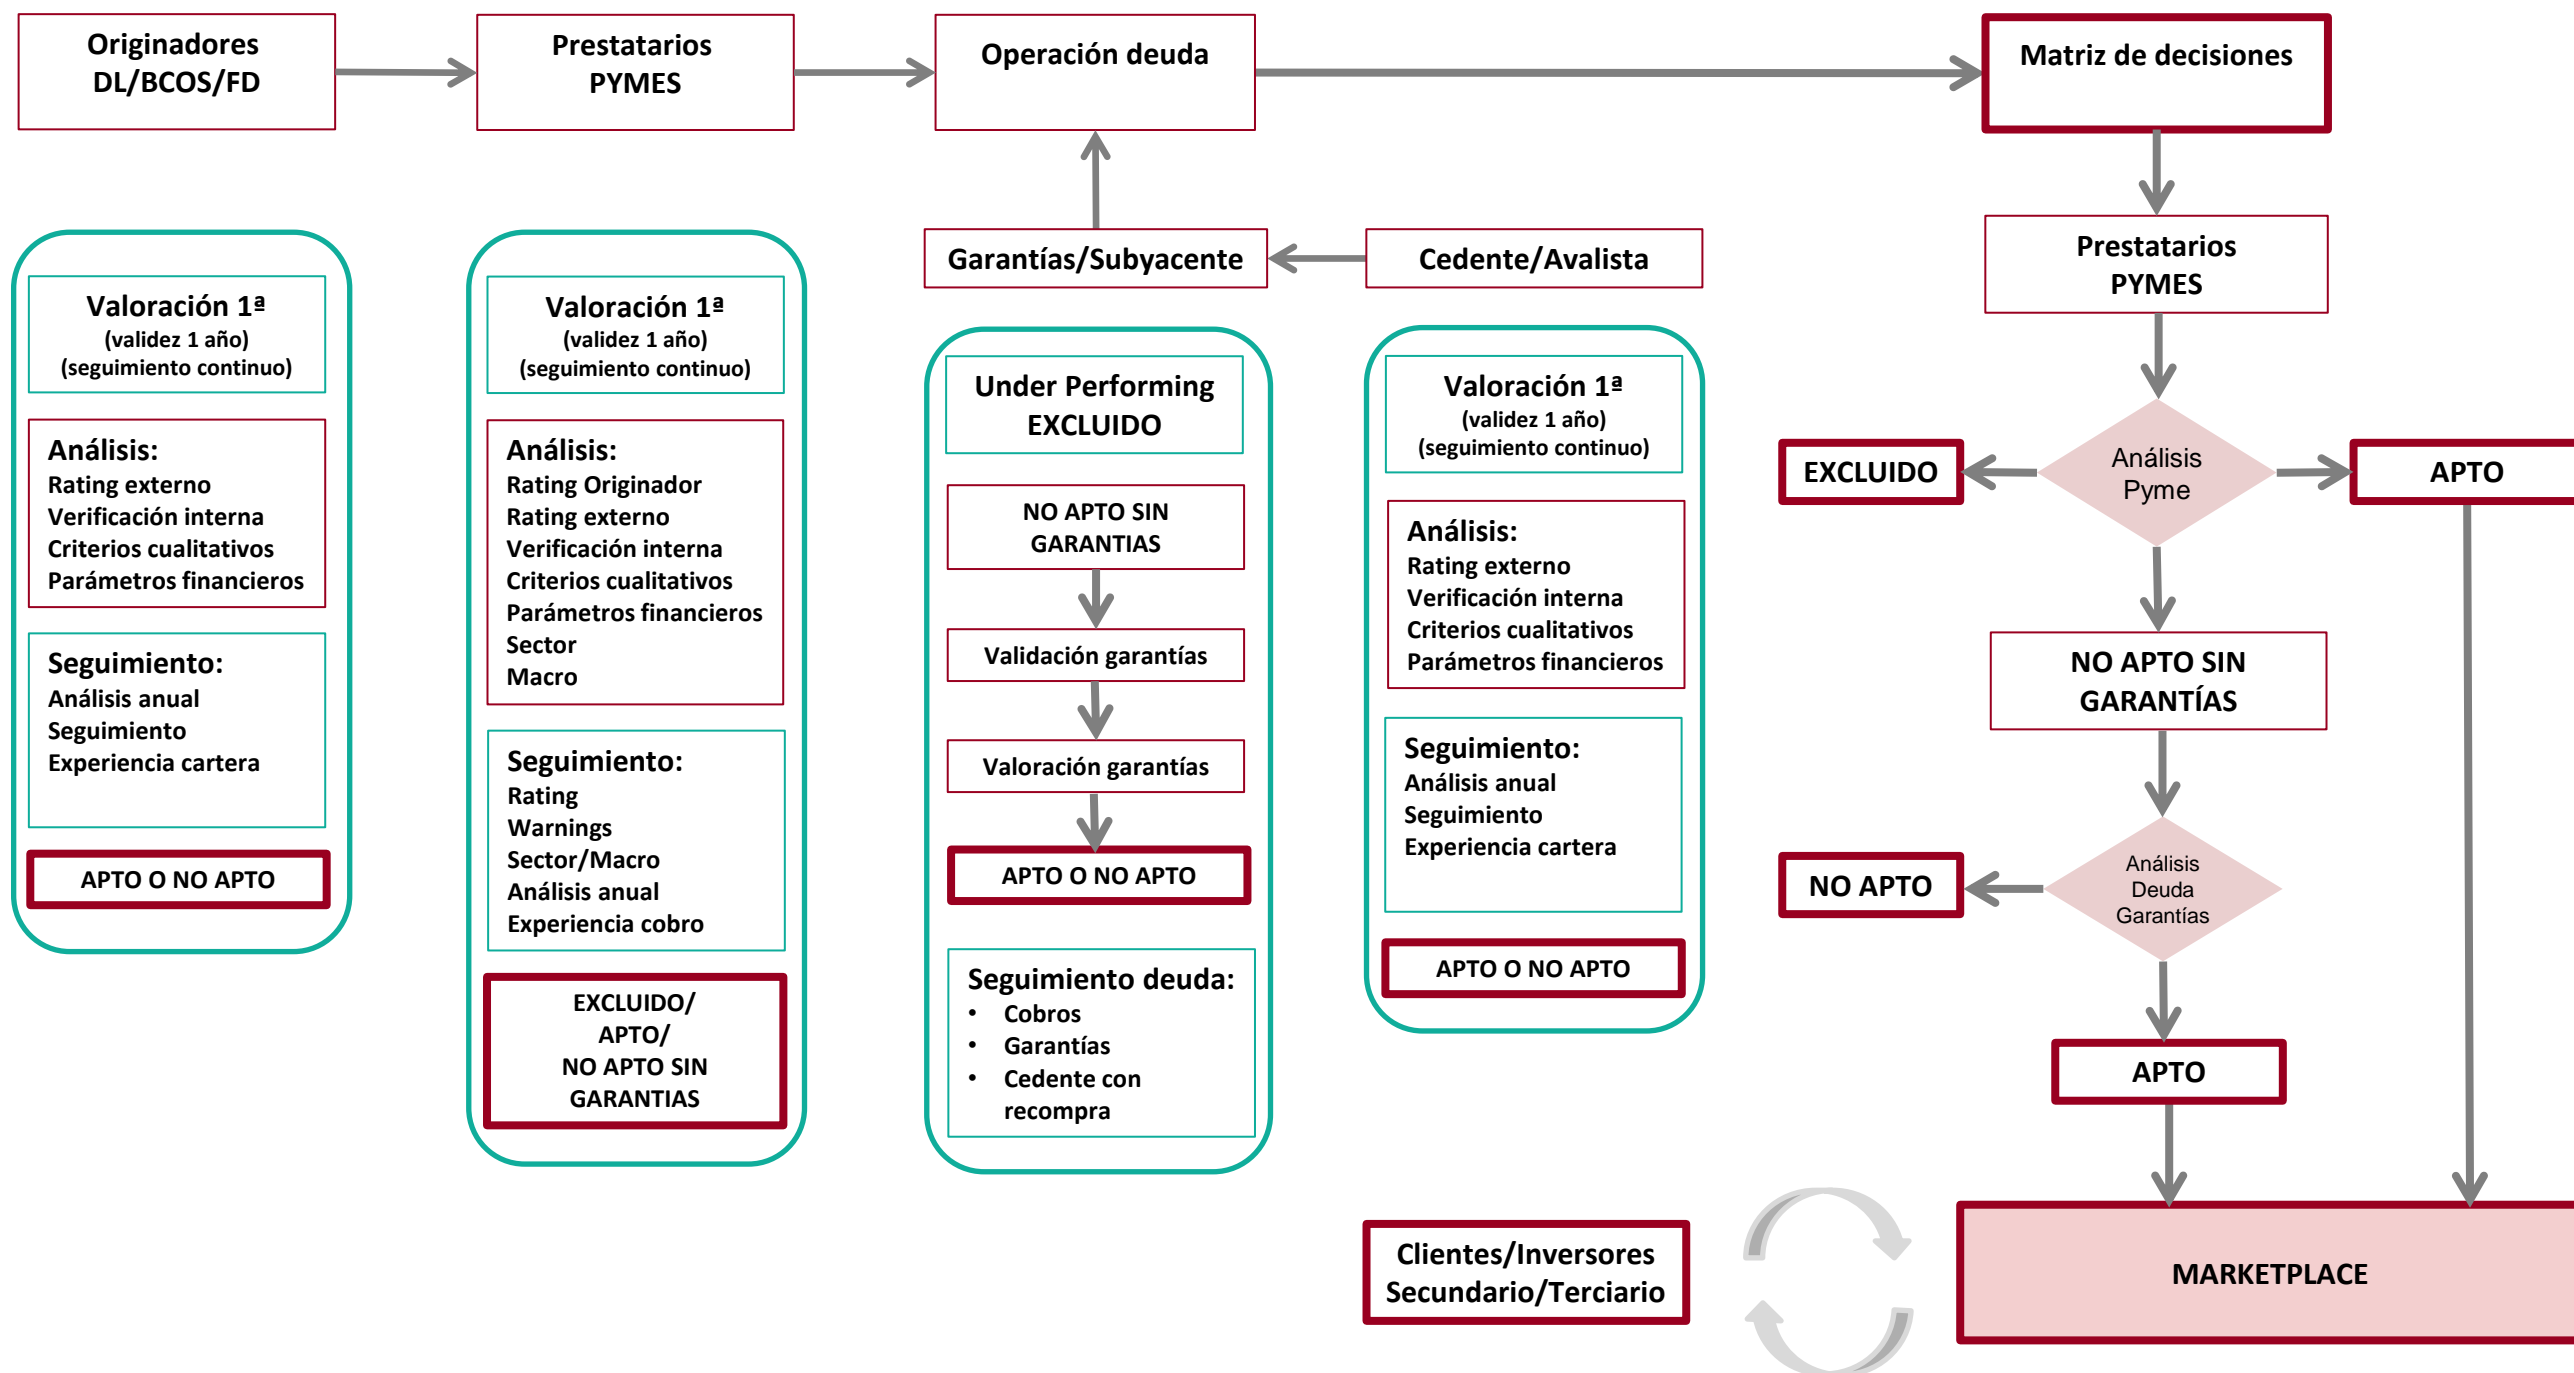 Originadores
DL/BCOS/FD
Prestatarios
PYMES
Operación deuda
Matriz de decisiones
Garantías/Subyacente
Cedente/Avalista
Valoración 1ª
(validez 1 año)
(seguimiento continuo)
Análisis:
Rating externo
Verificación interna
Criterios cualitativos
Parámetros financieros
Seguimiento:
Análisis anual
Seguimiento
Experiencia cartera
APTO O NO APTO
Valoración 1ª
(validez 1 año)
(seguimiento continuo)
Análisis:
Rating Originador
Rating externo
Verificación interna
Criterios cualitativos
Parámetros financieros
Sector
Macro
Seguimiento:
Rating
Warnings
Sector/Macro
Análisis anual
Experiencia cobro
EXCLUIDO/
APTO/
NO APTO SIN
GARANTIAS
Under Performing
EXCLUIDO
NO APTO SIN
GARANTIAS
Validación garantías
Valoración garantías
APTO O NO APTO
Seguimiento deuda:
• Cobros
• Garantías
• Cedente con
recompra
Valoración 1ª
(validez 1 año)
(seguimiento continuo)
Análisis:
Rating externo
Verificación interna
Criterios cualitativos
Parámetros financieros
Seguimiento:
Análisis anual
Seguimiento
Experiencia cartera
APTO O NO APTO
Prestatarios
PYMES
Análisis
Pyme
EXCLUIDO
APTO
NO APTO SIN
GARANTÍAS
Análisis
Deuda
Garantías
NO APTO
APTO
Clientes/Inversores
Secundario/Terciario
MARKETPLACE